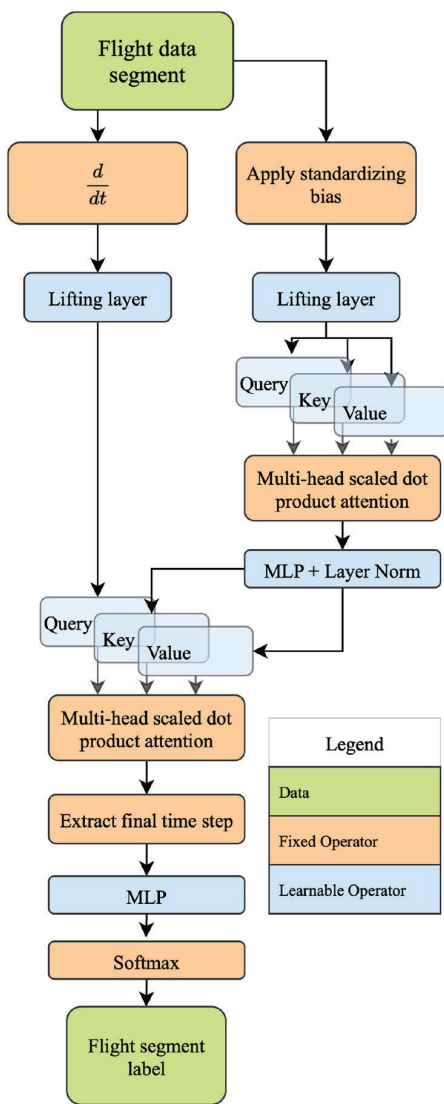 Flight data
segment
d
dt
Apply standardizing
bias
Lifting layer
Lifting layer
Query
Key
Value
Multi-head scaled dot
product attention
MLP + Layer Norm
Query
Key
Value
Multi-head scaled dot
product attention
Extract final time step
MLP
Softmax
Flight segment
label
Legend
Data
Fixed Operator
Learnable Operator